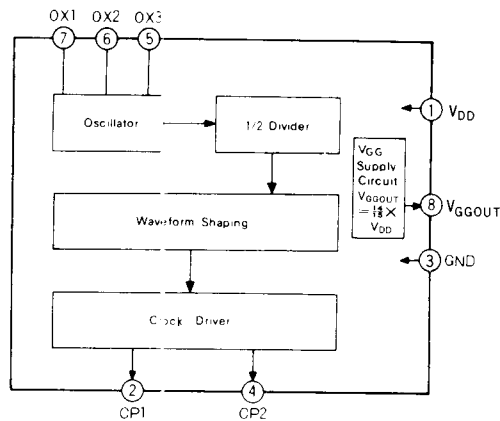 OX1 OX2 OX3
7 6 5
Oscillator
1/2 Divider
1 VDD
VGG
Supply
Circuit
VGGOUT
=14/15×
VDD
8 VGGOUT
Waveform Shaping
3 GND
Clock Driver
2 4
CP1 CP2